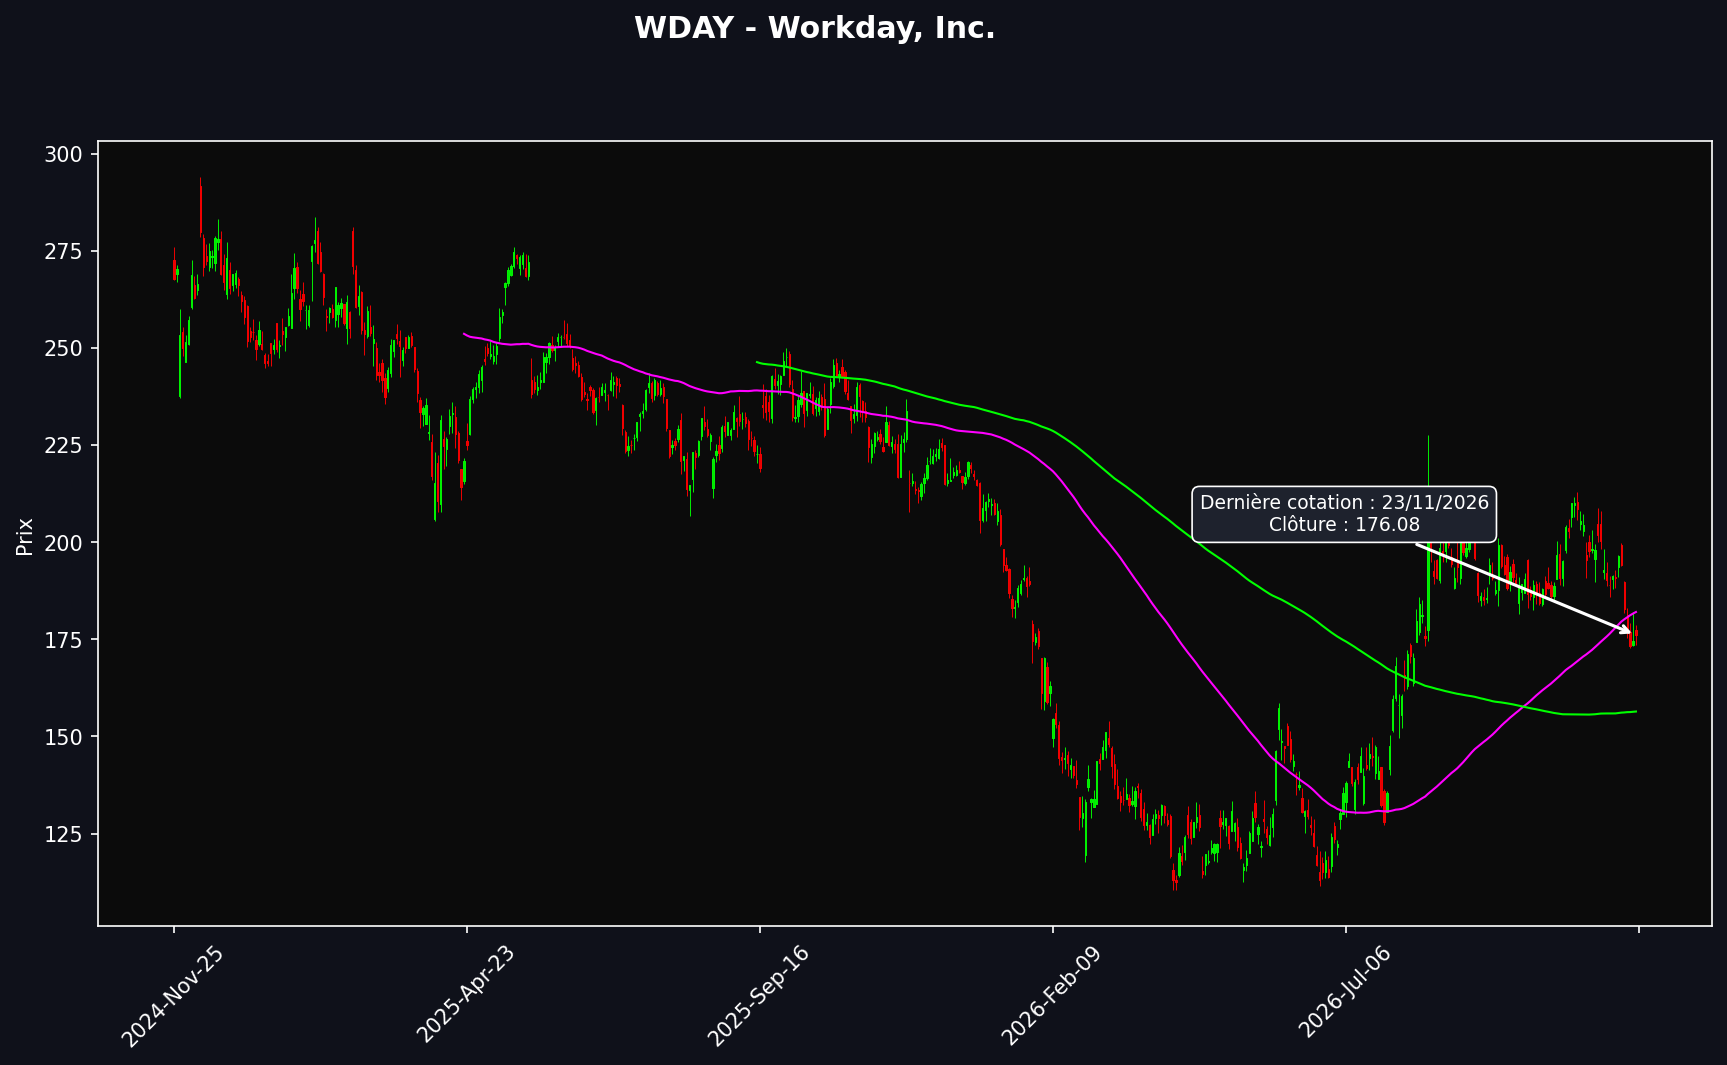 WDAY - Workday, Inc.
300
275
250
225
200
175
150
125
Prix
Dernière cotation : 23/11/2026
Clôture : 176.08
2024-Nov-25
2025-Apr-23
2025-Sep-16
2026-Feb-09
2026-Jul-06